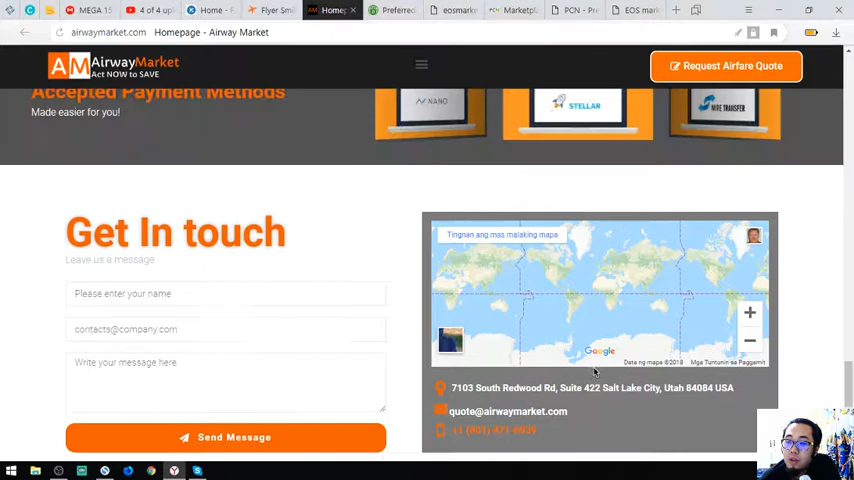 MEGA 15
4 of 4 upl
Home - F
Flyer Smi
Homep
Preferred
eosmark
Marketpl
PCN - Pre
EOS mark
airwaymarket.com
Homepage - Airway Market
AM AirwayMarket
Act NOW to SAVE
Request Airfare Quote
Accepted Payment Methods
Made easier for you!
NANO
STELLAR
WIRE TRANSFER
Get In touch
Leave us a message
Please enter your name
contacts@company.com
Write your message here
Send Message
Tingnan ang mas malaking mapa
Google
Data ng mapa ©2018
Mga Tuntunin sa Paggamit
7103 South Redwood Rd, Suite 422 Salt Lake City, Utah 84084 USA
quote@airwaymarket.com